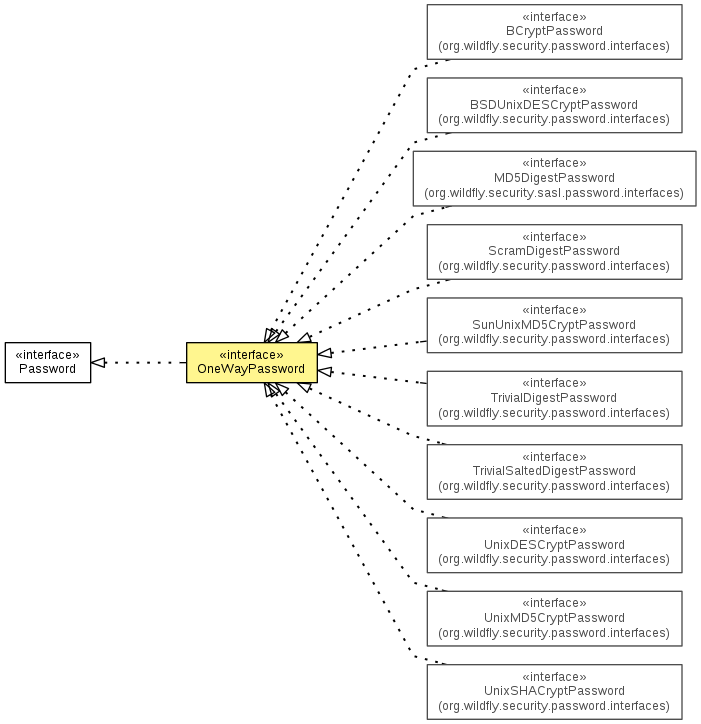 «interface»
Password
«interface»
OneWayPassword
«interface»
BCryptPassword
(org.wildfly.security.password.interfaces)
«interface»
BSDUnixDESCryptPassword
(org.wildfly.security.password.interfaces)
«interface»
MD5DigestPassword
(org.wildfly.security.sasl.password.interfaces)
«interface»
ScramDigestPassword
(org.wildfly.security.password.interfaces)
«interface»
SunUnixMD5CryptPassword
(org.wildfly.security.password.interfaces)
«interface»
TrivialDigestPassword
(org.wildfly.security.password.interfaces)
«interface»
TrivialSaltedDigestPassword
(org.wildfly.security.password.interfaces)
«interface»
UnixDESCryptPassword
(org.wildfly.security.password.interfaces)
«interface»
UnixMD5CryptPassword
(org.wildfly.security.password.interfaces)
«interface»
UnixSHACryptPassword
(org.wildfly.security.password.interfaces)